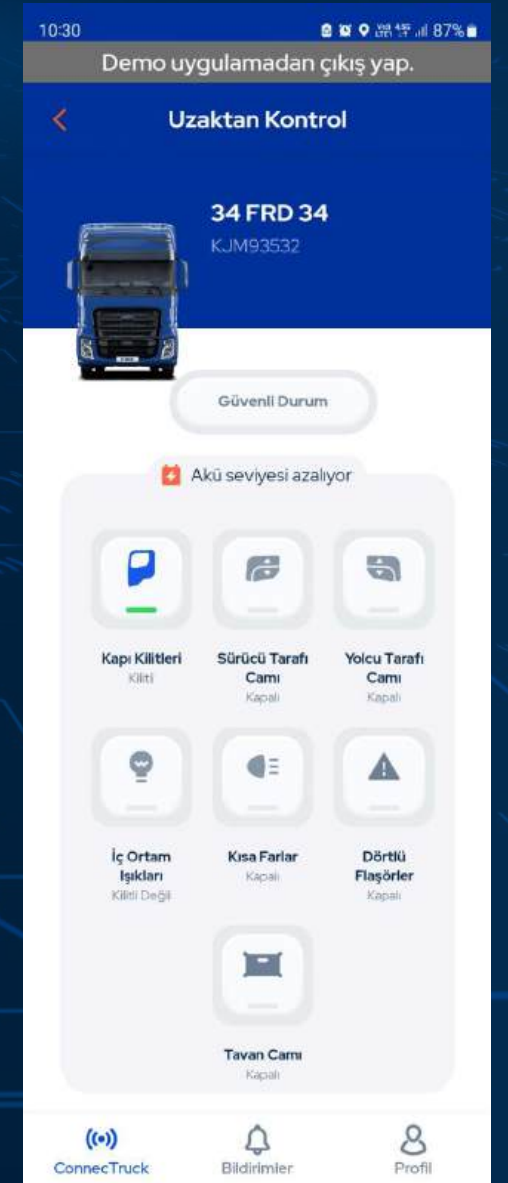 10:30
87%
Demo uygulamadan çıkış yap.
Uzaktan Kontrol
34 FRD 34
KJM93532
Güvenli Durum
Akü seviyesi azalıyor
Kapı Kilitleri
Kilitli
Sürücü Tarafı
Camı
Kapalı
Yolcu Tarafı
Camı
Kapalı
İç Ortam
Işıkları
Kilitli Değil
Kısa Farlar
Kapalı
Dörtlü
Flaşörler
Kapalı
Tavan Camı
Kapalı
ConnecTruck
Bildirimler
Profil